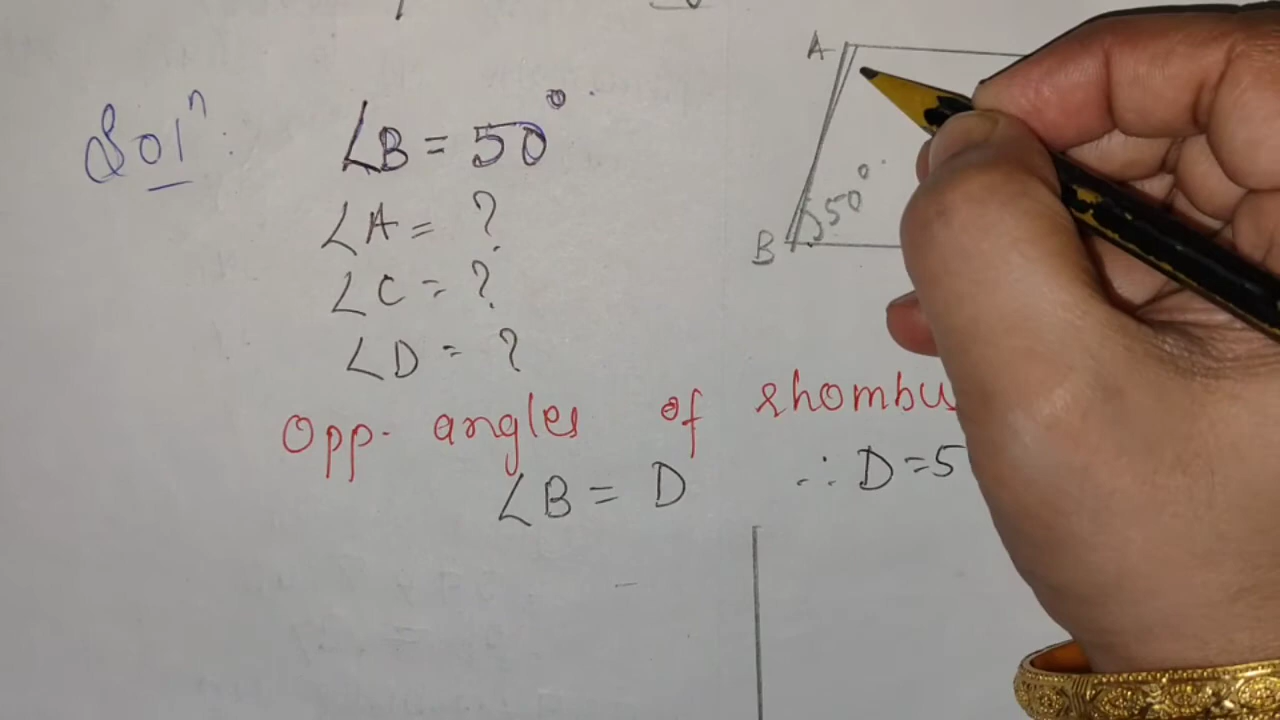 Solⁿ:
∠B = 50°
∠A = ?
∠C = ?
∠D = ?
Opp. angles of rhombu
∠B = D ∴ D = 5
A
B
50°